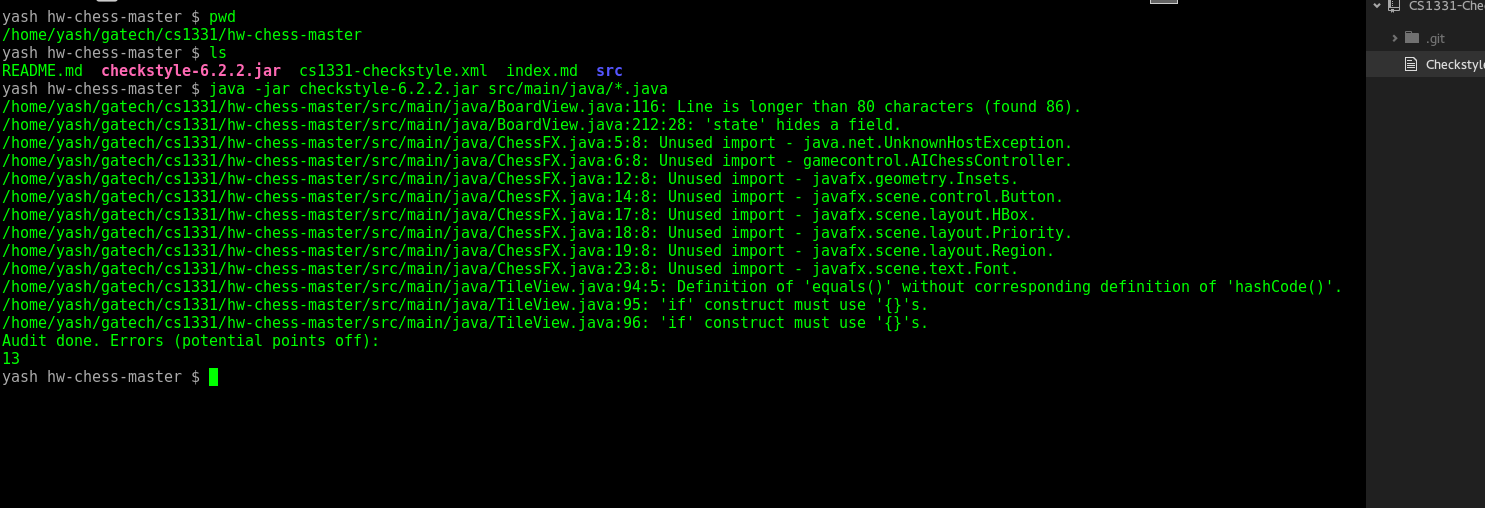 yash hw-chess-master $ pwd
/home/yash/gatech/cs1331/hw-chess-master
yash hw-chess-master $ ls
README.md  checkstyle-6.2.2.jar  cs1331-checkstyle.xml  index.md  src
yash hw-chess-master $ java -jar checkstyle-6.2.2.jar src/main/java/*.java
/home/yash/gatech/cs1331/hw-chess-master/src/main/java/BoardView.java:116: Line is longer than 80 characters (found 86).
/home/yash/gatech/cs1331/hw-chess-master/src/main/java/BoardView.java:212:28: 'state' hides a field.
/home/yash/gatech/cs1331/hw-chess-master/src/main/java/ChessFX.java:5:8: Unused import - java.net.UnknownHostException.
/home/yash/gatech/cs1331/hw-chess-master/src/main/java/ChessFX.java:6:8: Unused import - gamecontrol.AIChessController.
/home/yash/gatech/cs1331/hw-chess-master/src/main/java/ChessFX.java:12:8: Unused import - javafx.geometry.Insets.
/home/yash/gatech/cs1331/hw-chess-master/src/main/java/ChessFX.java:14:8: Unused import - javafx.scene.control.Button.
/home/yash/gatech/cs1331/hw-chess-master/src/main/java/ChessFX.java:17:8: Unused import - javafx.scene.layout.HBox.
/home/yash/gatech/cs1331/hw-chess-master/src/main/java/ChessFX.java:18:8: Unused import - javafx.scene.layout.Priority.
/home/yash/gatech/cs1331/hw-chess-master/src/main/java/ChessFX.java:19:8: Unused import - javafx.scene.layout.Region.
/home/yash/gatech/cs1331/hw-chess-master/src/main/java/ChessFX.java:23:8: Unused import - javafx.scene.text.Font.
/home/yash/gatech/cs1331/hw-chess-master/src/main/java/TileView.java:94:5: Definition of 'equals()' without corresponding definition of 'hashCode()'.
/home/yash/gatech/cs1331/hw-chess-master/src/main/java/TileView.java:95: 'if' construct must use '{}'s.
/home/yash/gatech/cs1331/hw-chess-master/src/main/java/TileView.java:96: 'if' construct must use '{}'s.
Audit done. Errors (potential points off):
13
yash hw-chess-master $
CS1331-Che
.git
Checkstyle